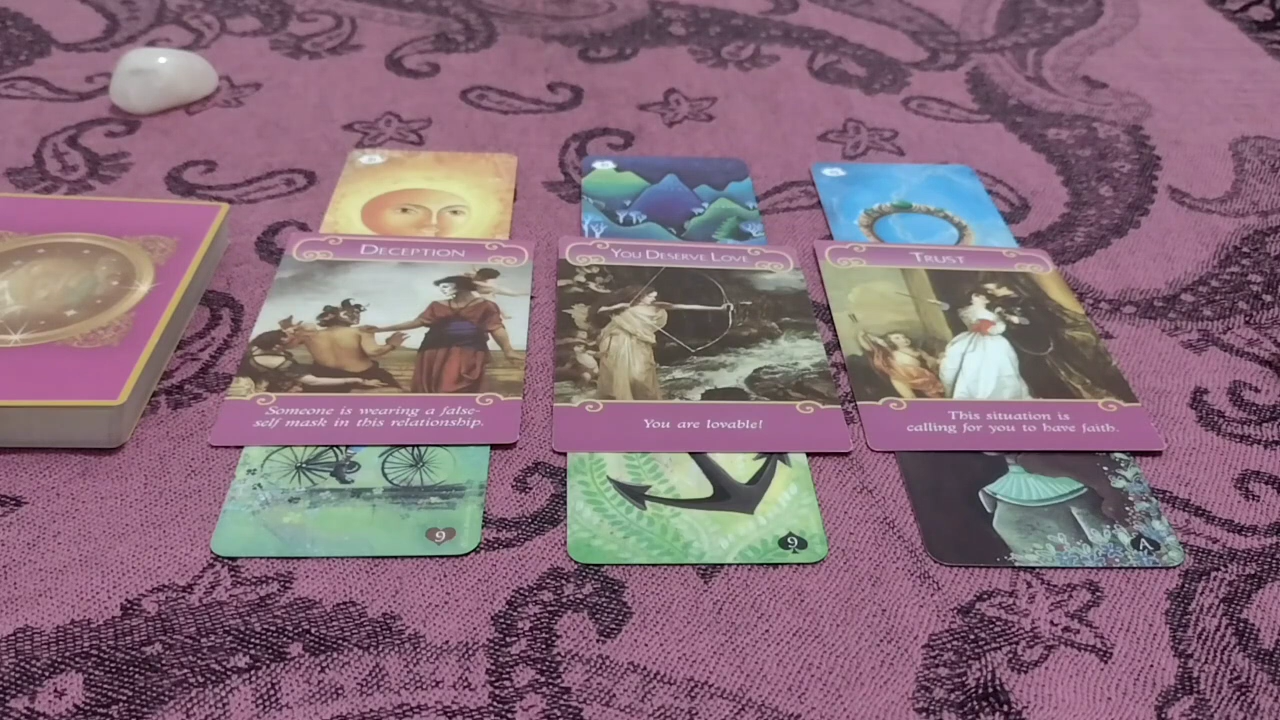 DECEPTION
Someone is wearing a false-
self mask in this relationship.
9
YOU DESERVE LOVE
You are lovable!
9
TRUST
This situation is
calling for you to have faith.
A